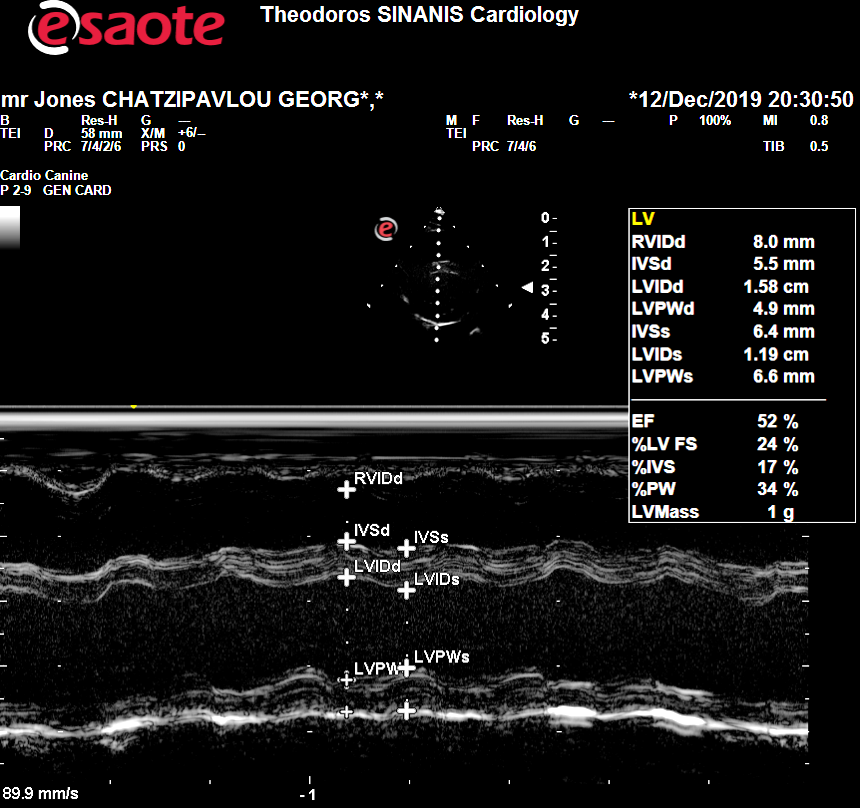 esaote
Theodoros SINANIS Cardiology
mr Jones CHATZIPAVLOU GEORG*,*
*12/Dec/2019 20:30:50
B Res-H G —
TEI D 58 mm X/M +6/–
PRC 7/4/2/6 PRS 0
M F Res-H G — P 100% MI 0.8
TEI
PRC 7/4/6 TIB 0.5
Cardio Canine
P 2-9 GEN CARD
e
0-
1-
2-
3-
4-
5-
LV
RVIDd 8.0 mm
IVSd 5.5 mm
LVIDd 1.58 cm
LVPWd 4.9 mm
IVSs 6.4 mm
LVIDs 1.19 cm
LVPWs 6.6 mm
EF 52 %
%LV FS 24 %
%IVS 17 %
%PW 34 %
LVMass 1 g
RVIDd
IVSd
IVSs
LVIDd
LVIDs
LVPW
LVPWs
89.9 mm/s
-1